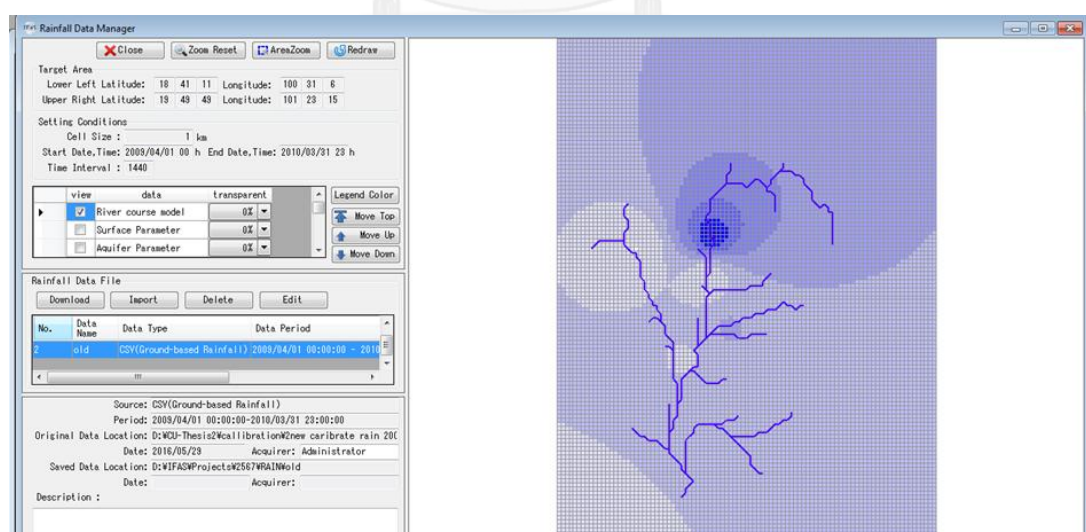 IFAS Rainfall Data Manager
Close Zoom Reset AreaZoom Redraw
Target Area
Lower Left Latitude: 18 41 11 Longitude: 100 31 6
Upper Right Latitude: 19 49 49 Longitude: 101 23 15
Setting Conditions
Cell Size : 1 km
Start Date,Time: 2009/04/01 00 h End Date,Time: 2010/03/31 23 h
Time Interval : 1440
view data transparent Legend Color
River course model 0% Move Top
Surface Parameter 0% Move Up
Aquifer Parameter 0% Move Down
Rainfall Data File
Download Import Delete Edit
No. Data Name Data Type Data Period
2 old CSV(Ground-based Rainfall) 2009/04/01 00:00:00 - 2010
Source: CSV(Ground-based Rainfall)
Period: 2009/04/01 00:00:00-2010/03/31 23:00:00
Original Data Location: D:¥CU-Thesis2¥callibration¥2new caribrate rain 200
Date: 2016/05/29 Acquirer: Administrator
Saved Data Location: D:¥IFAS¥Projects¥2567¥RAIN¥old
Date: Acquirer:
Description :